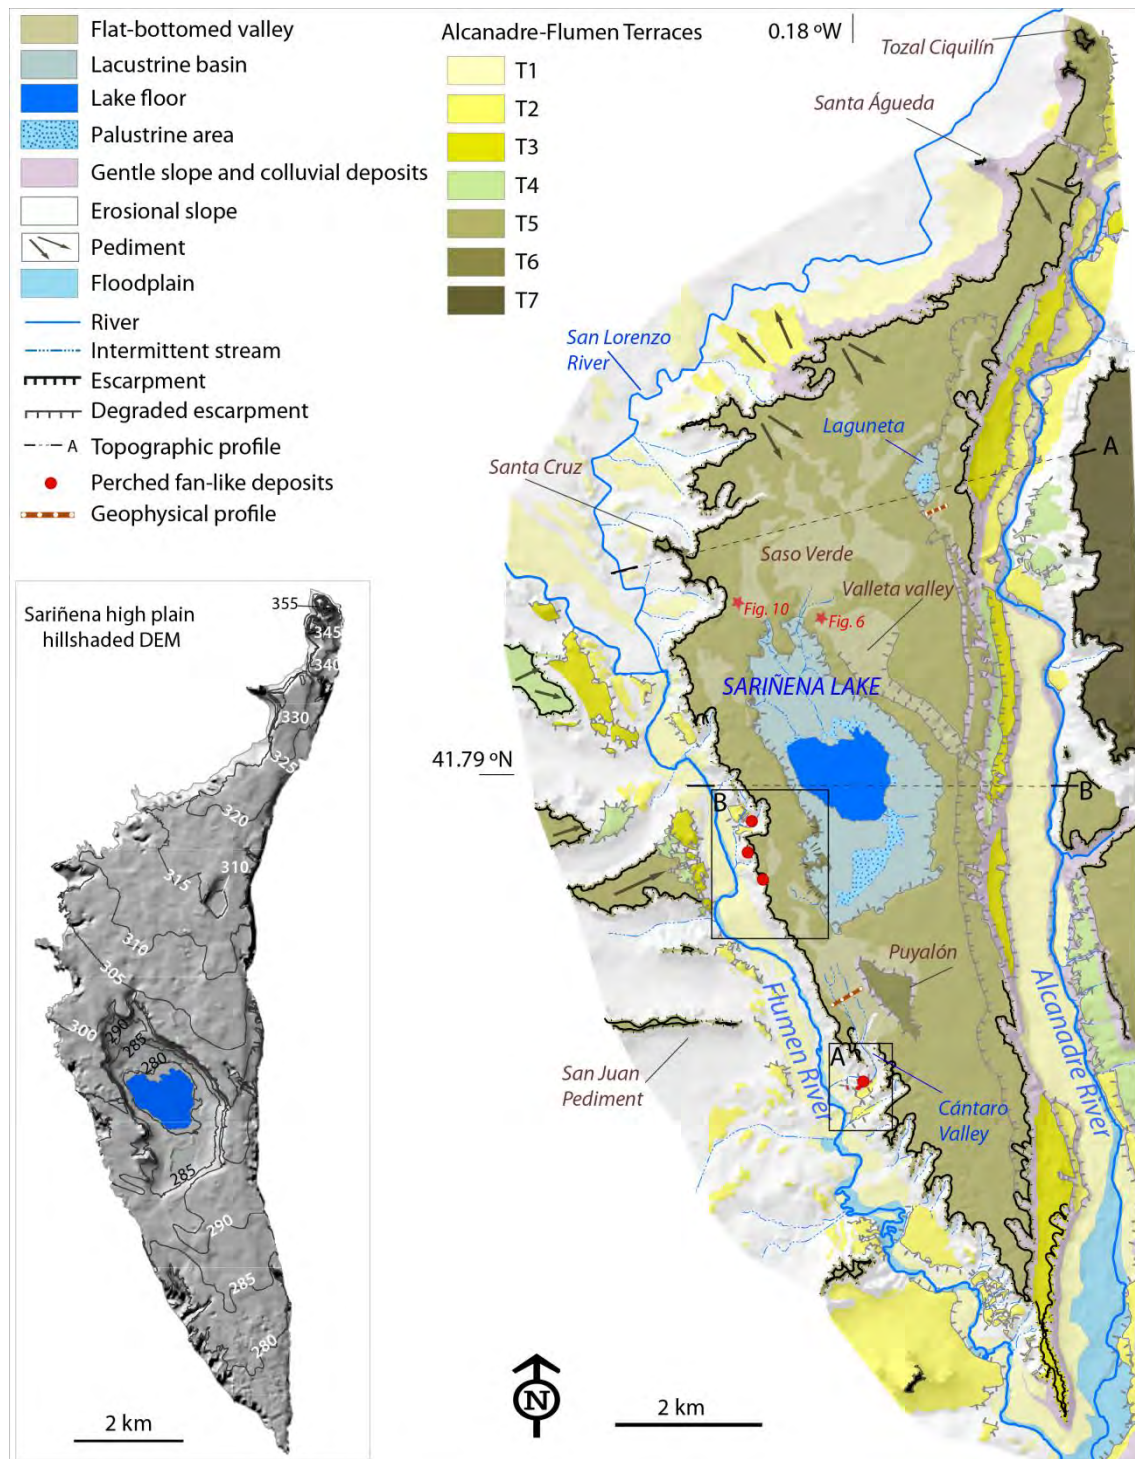 Flat-bottomed valley
Lacustrine basin
Lake floor
Palustrine area
Gentle slope and colluvial deposits
Erosional slope
Pediment
Floodplain
River
Intermittent stream
Escarpment
Degraded escarpment
A Topographic profile
Perched fan-like deposits
Geophysical profile
Alcanadre-Flumen Terraces
T1
T2
T3
T4
T5
T6
T7
0.18 ºW
Tozal Ciquilín
Santa Águeda
San Lorenzo
River
Laguneta
A
Santa Cruz
Saso Verde
Valleta valley
Fig. 10
Fig. 6
SARIÑENA LAKE
41.79 ºN
B
B
Puyalón
Flumen River
Alcanadre River
A
San Juan
Pediment
Cántaro
Valley
N
2 km
Sariñena high plain
hillshaded DEM
355
345
340
330
325
320
310
315
310
305
300
290
285
280
285
290
285
280
2 km